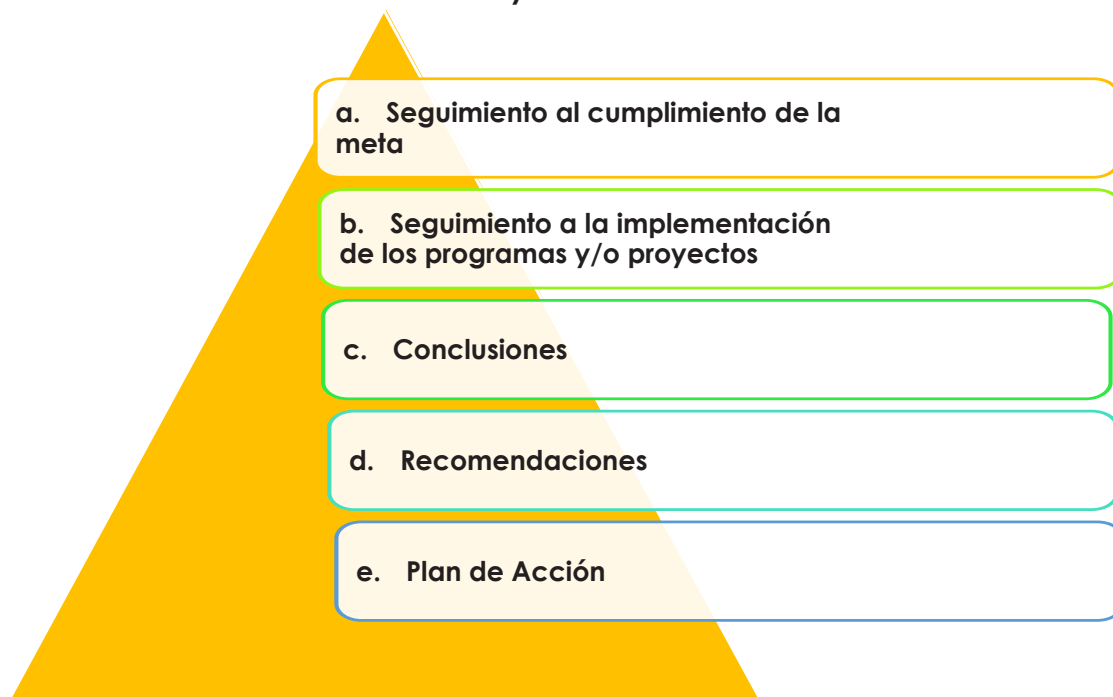 a. Seguimiento al cumplimiento de la
meta
b. Seguimiento a la implementación
de los programas y/o proyectos
c. Conclusiones
d. Recomendaciones
e. Plan de Acción